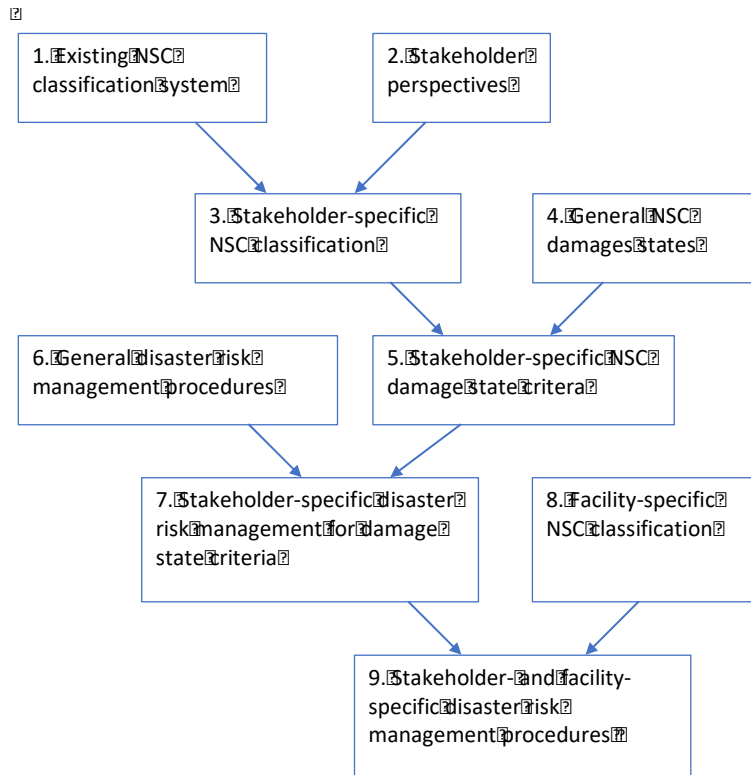 1. Existing NSC
classification system
2. Stakeholder
perspectives
3. Stakeholder-specific
NSC classification
4. General NSC
damages states
6. General disaster risk
management procedures
5. Stakeholder-specific NSC
damage state critera
7. Stakeholder-specific disaster
risk management for damage
state criteria
8. Facility-specific
NSC classification
9. Stakeholder- and facility-
specific disaster risk
management procedures